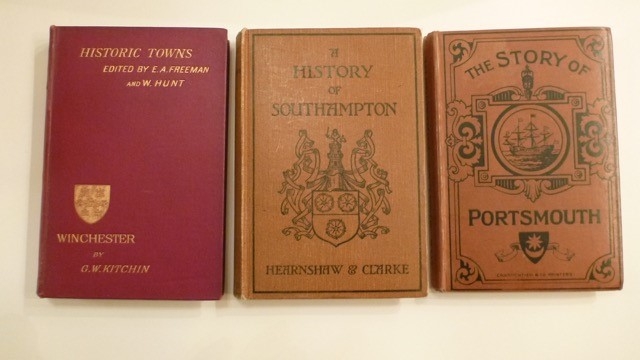 HISTORIC TOWNS
EDITED BY E.A. FREEMAN
AND W. HUNT
WINCHESTER
BY
G.W. KITCHIN
A
HISTORY
OF
SOUTHAMPTON
HEARNSHAW & CLARKE
THE STORY OF
PORTSMOUTH